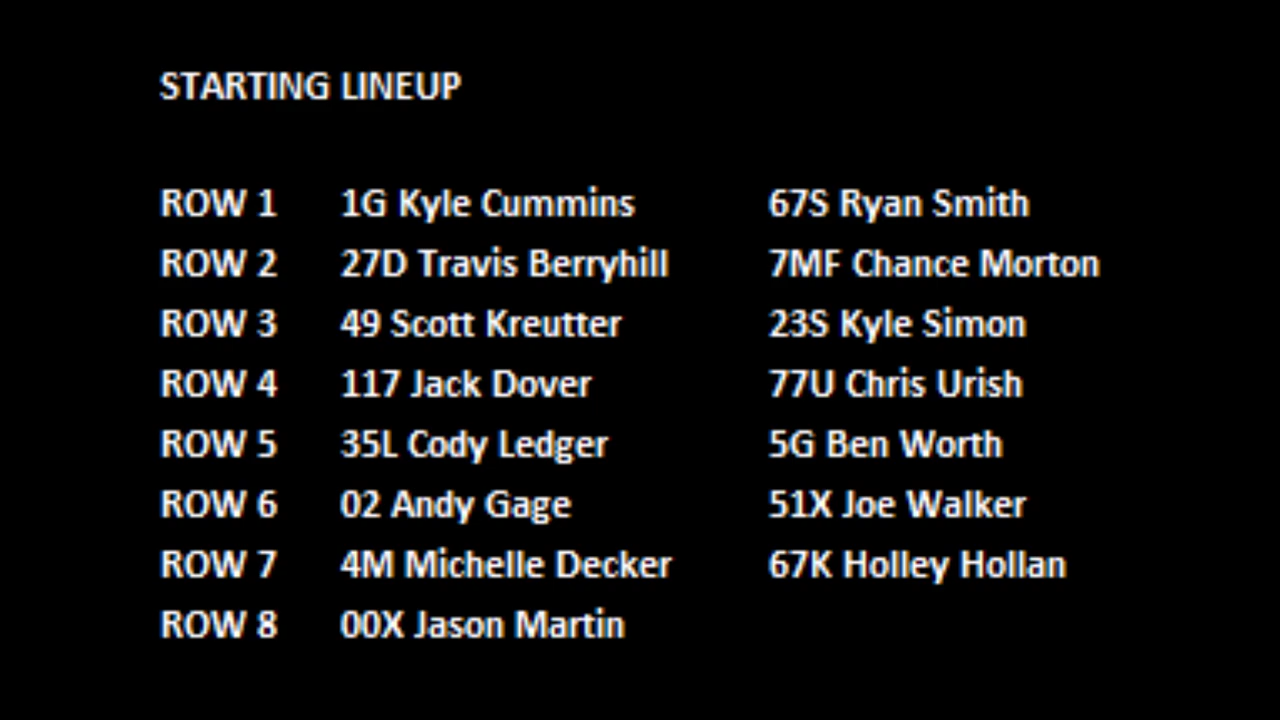 STARTING LINEUP
ROW 1 1G Kyle Cummins 67S Ryan Smith
ROW 2 27D Travis Berryhill 7MF Chance Morton
ROW 3 49 Scott Kreutter 23S Kyle Simon
ROW 4 117 Jack Dover 77U Chris Urish
ROW 5 35L Cody Ledger 5G Ben Worth
ROW 6 02 Andy Gage 51X Joe Walker
ROW 7 4M Michelle Decker 67K Holley Hollan
ROW 8 00X Jason Martin